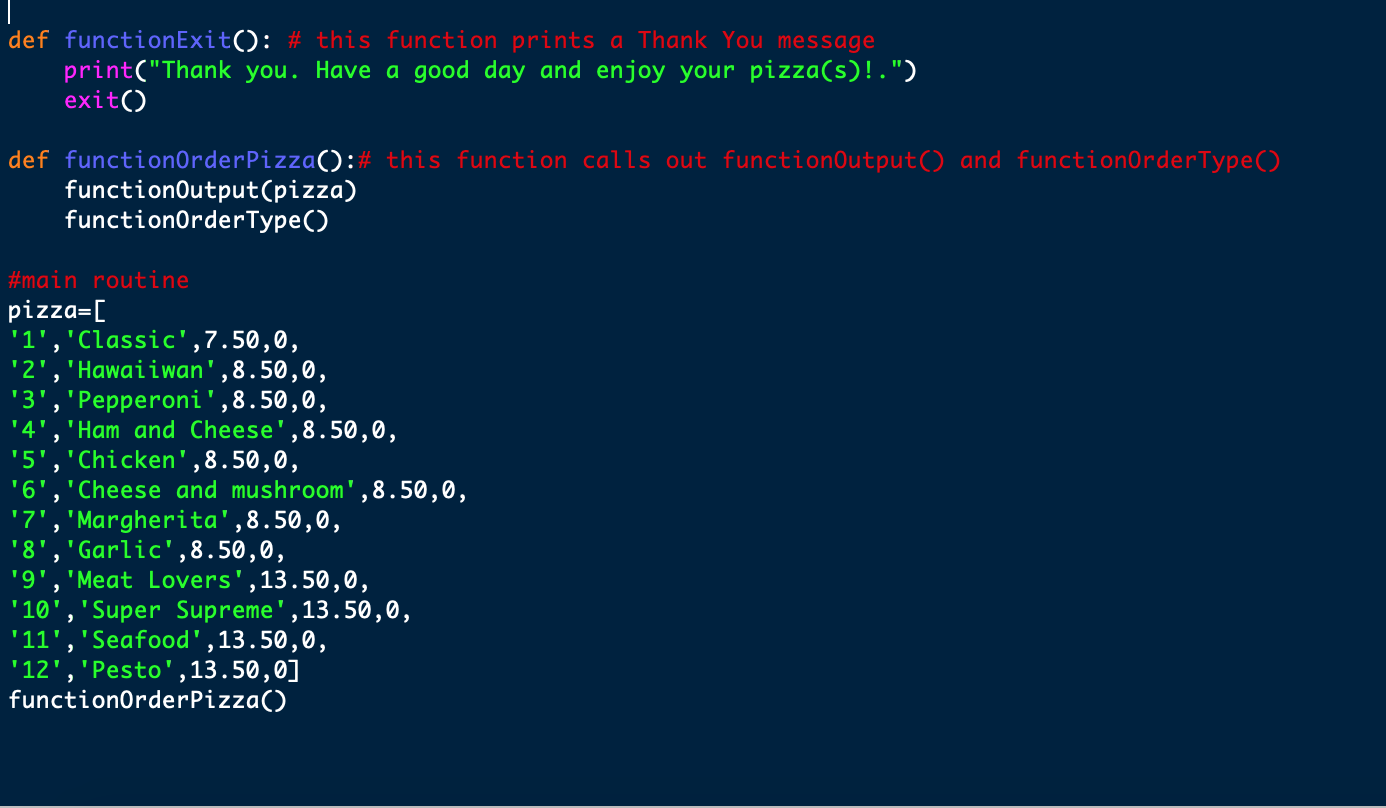 def functionExit(): # this function prints a Thank You message
    print("Thank you. Have a good day and enjoy your pizza(s)!.")
    exit()

def functionOrderPizza():# this function calls out functionOutput() and functionOrderType()
    functionOutput(pizza)
    functionOrderType()

#main routine
pizza=[
'1','Classic',7.50,0,
'2','Hawaiiwan',8.50,0,
'3','Pepperoni',8.50,0,
'4','Ham and Cheese',8.50,0,
'5','Chicken',8.50,0,
'6','Cheese and mushroom',8.50,0,
'7','Margherita',8.50,0,
'8','Garlic',8.50,0,
'9','Meat Lovers',13.50,0,
'10','Super Supreme',13.50,0,
'11','Seafood',13.50,0,
'12','Pesto',13.50,0]
functionOrderPizza()